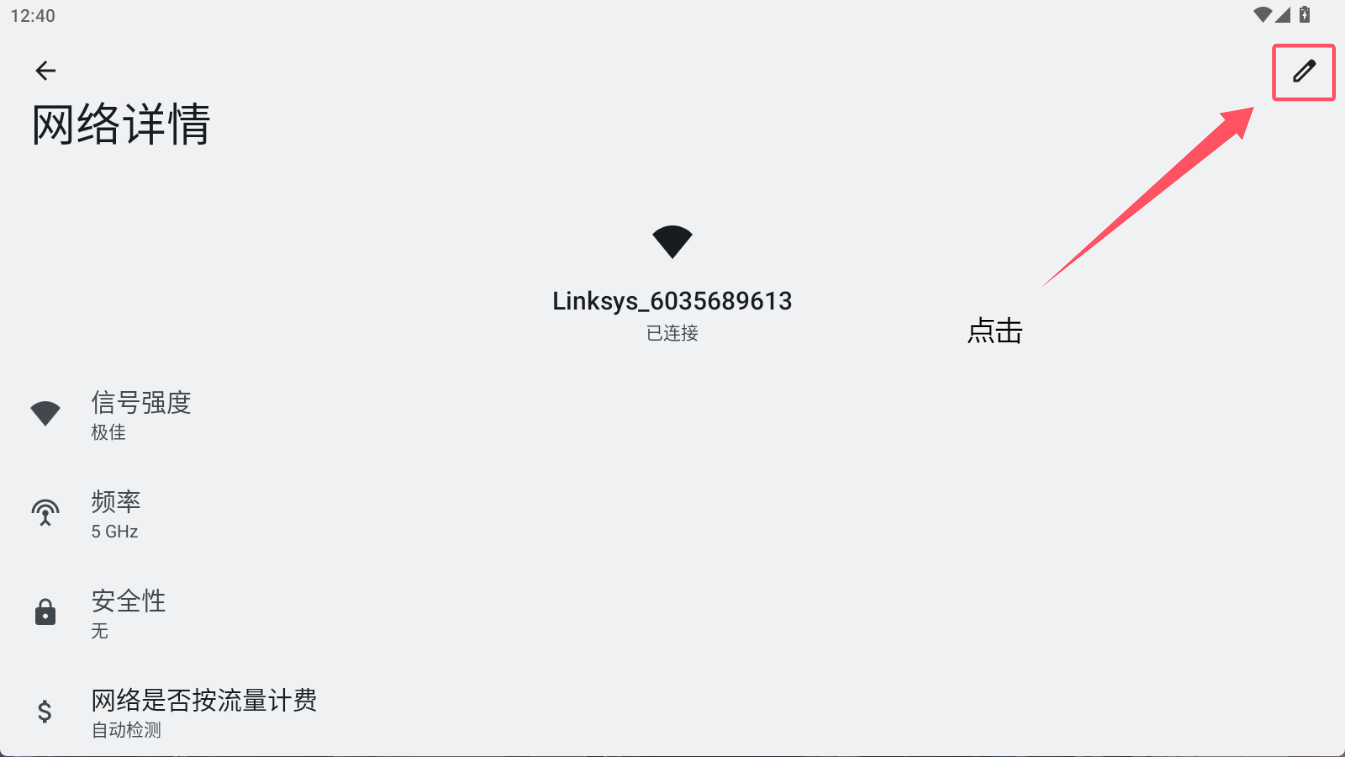 12:40
网络详情
Linksys_6035689613
已连接
点击
信号强度
极佳
频率
5 GHz
安全性
无
网络是否按流量计费
自动检测